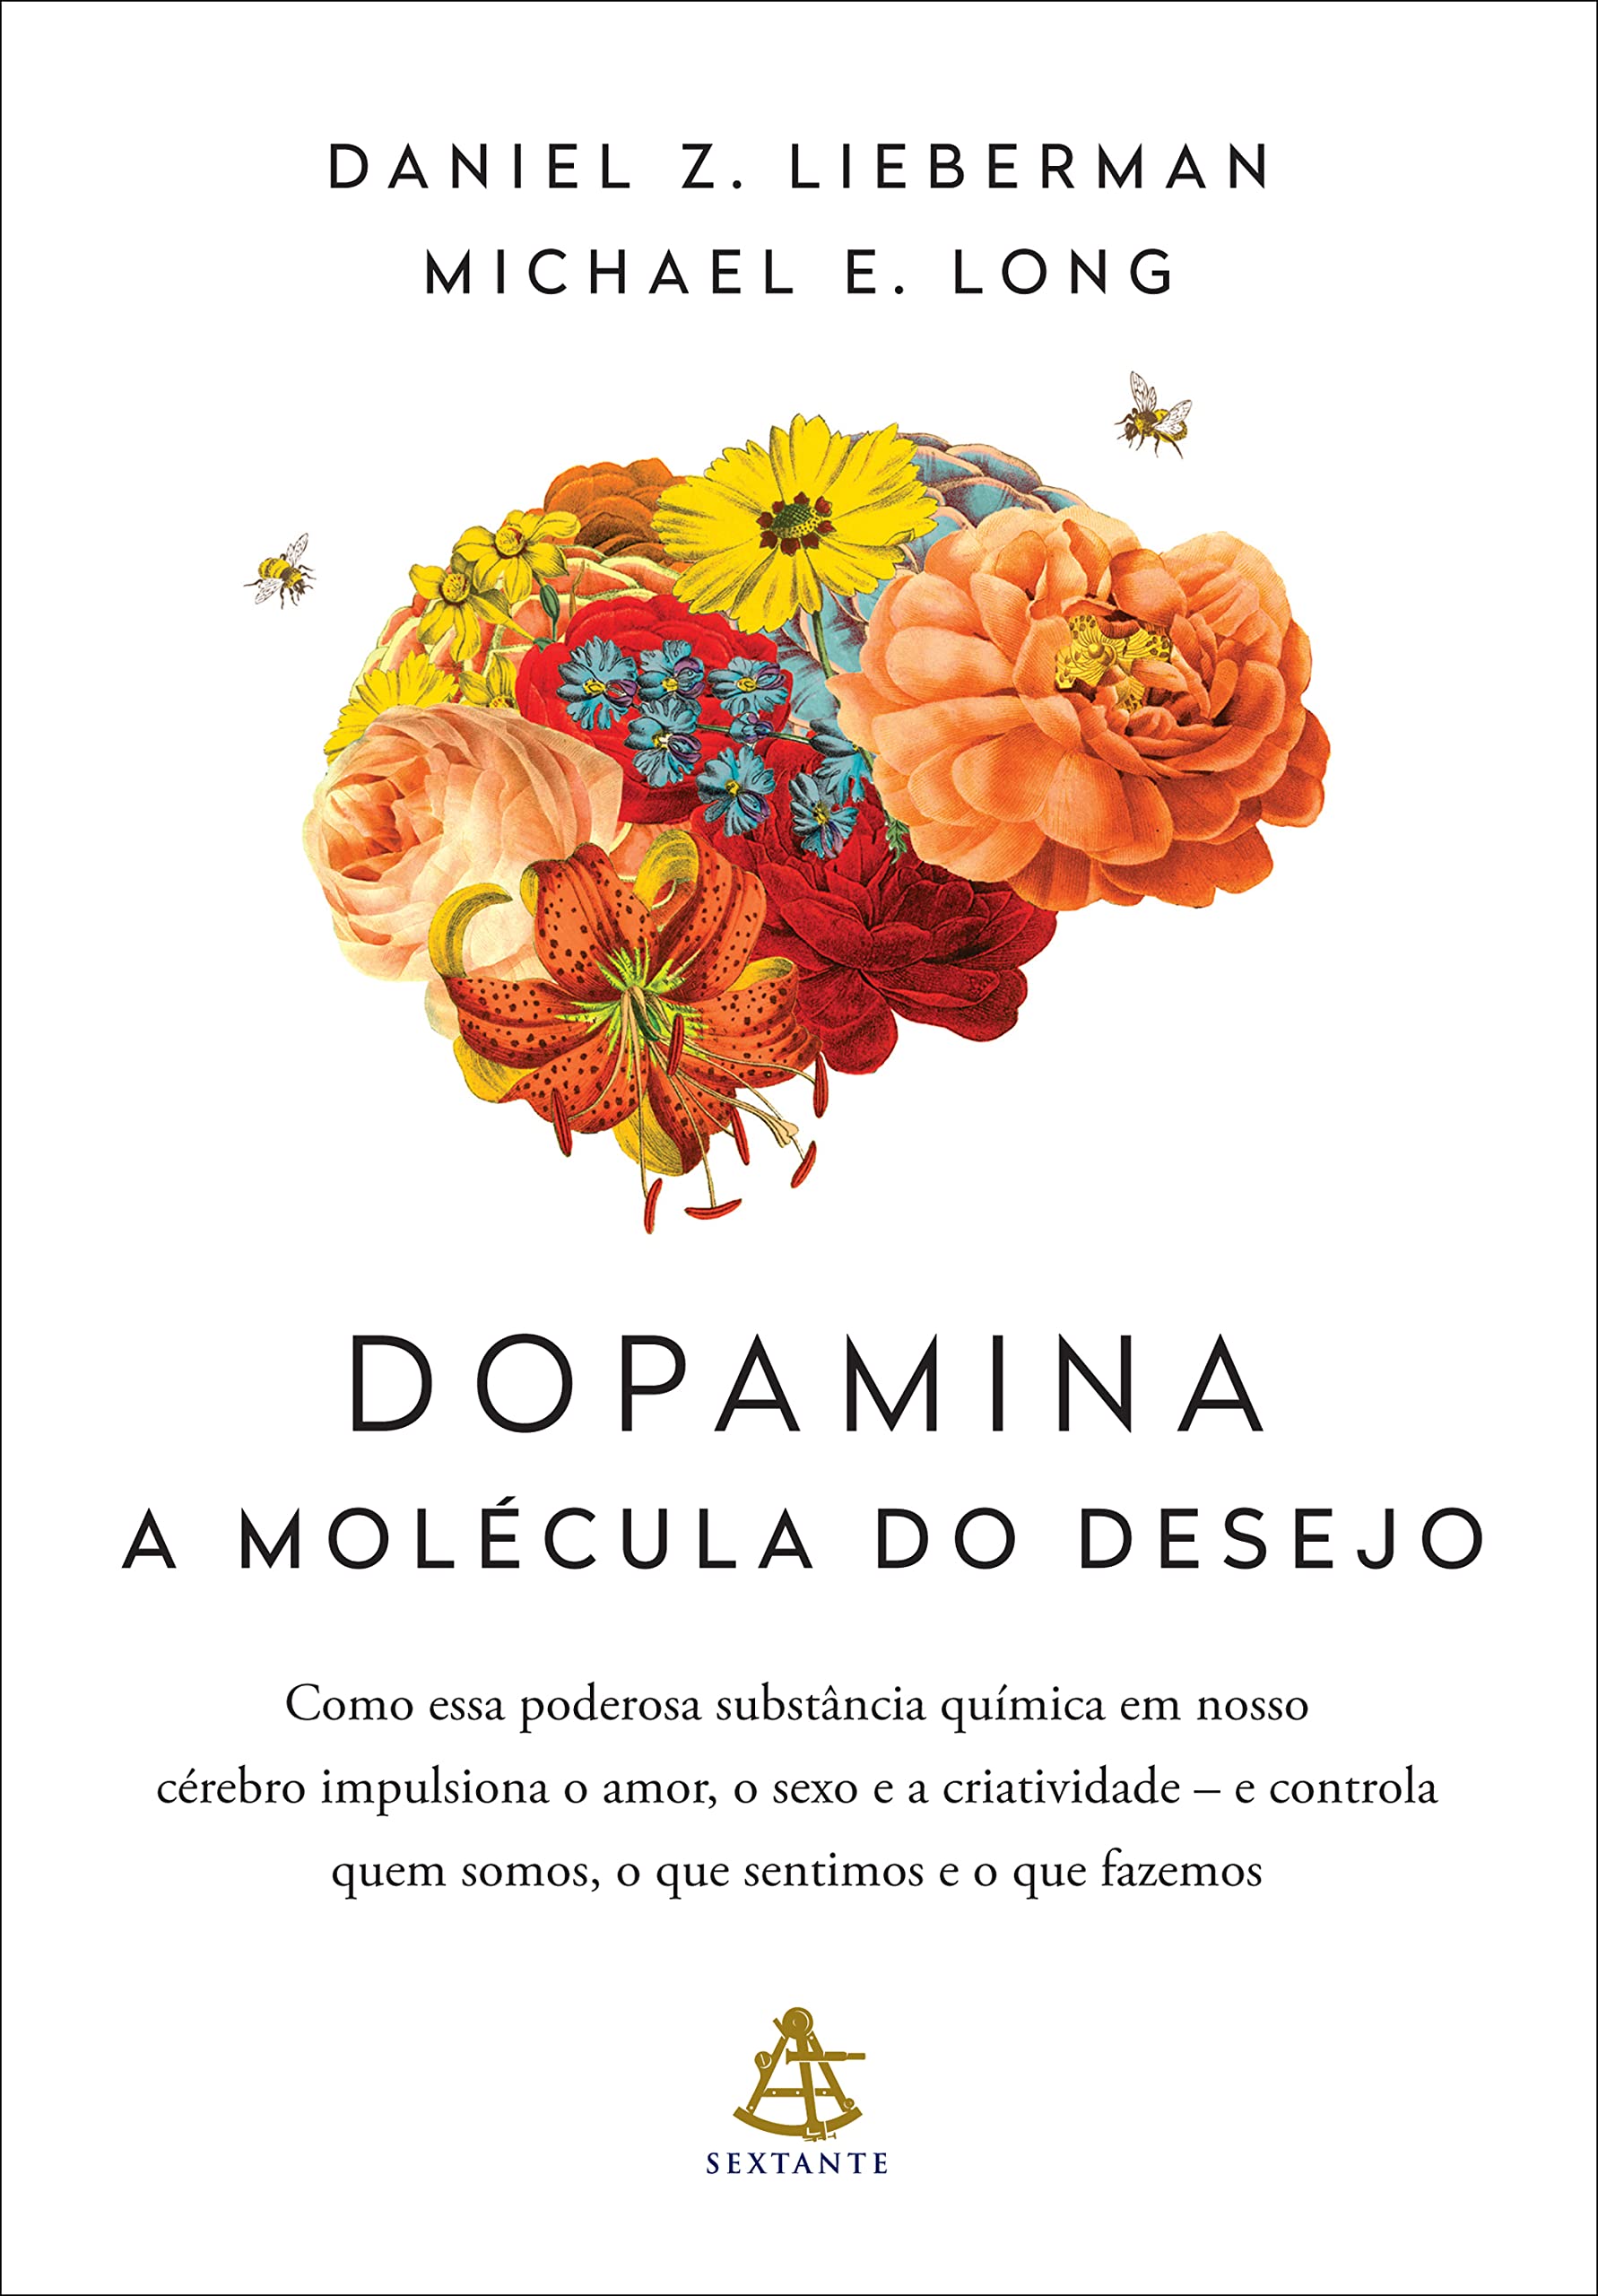 DANIEL Z. LIEBERMAN
MICHAEL E. LONG
DOPAMINA
A MOLÉCULA DO DESEJO
Como essa poderosa substância química em nosso
cérebro impulsiona o amor, o sexo e a criatividade – e controla
quem somos, o que sentimos e o que fazemos
SEXTANTE